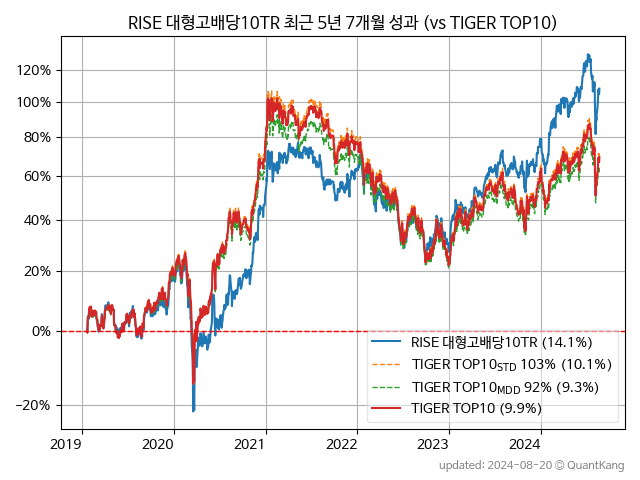 RISE 대형고배당10TR 최근 5년 7개월 성과 (vs TIGER TOP10)
120%
100%
80%
60%
40%
20%
0%
−20%
RISE 대형고배당10TR (14.1%)
TIGER TOP10STD 103% (10.1%)
TIGER TOP10MDD 92% (9.3%)
TIGER TOP10 (9.9%)
2019 2020 2021 2022 2023 2024
updated: 2024-08-20 © QuantKang